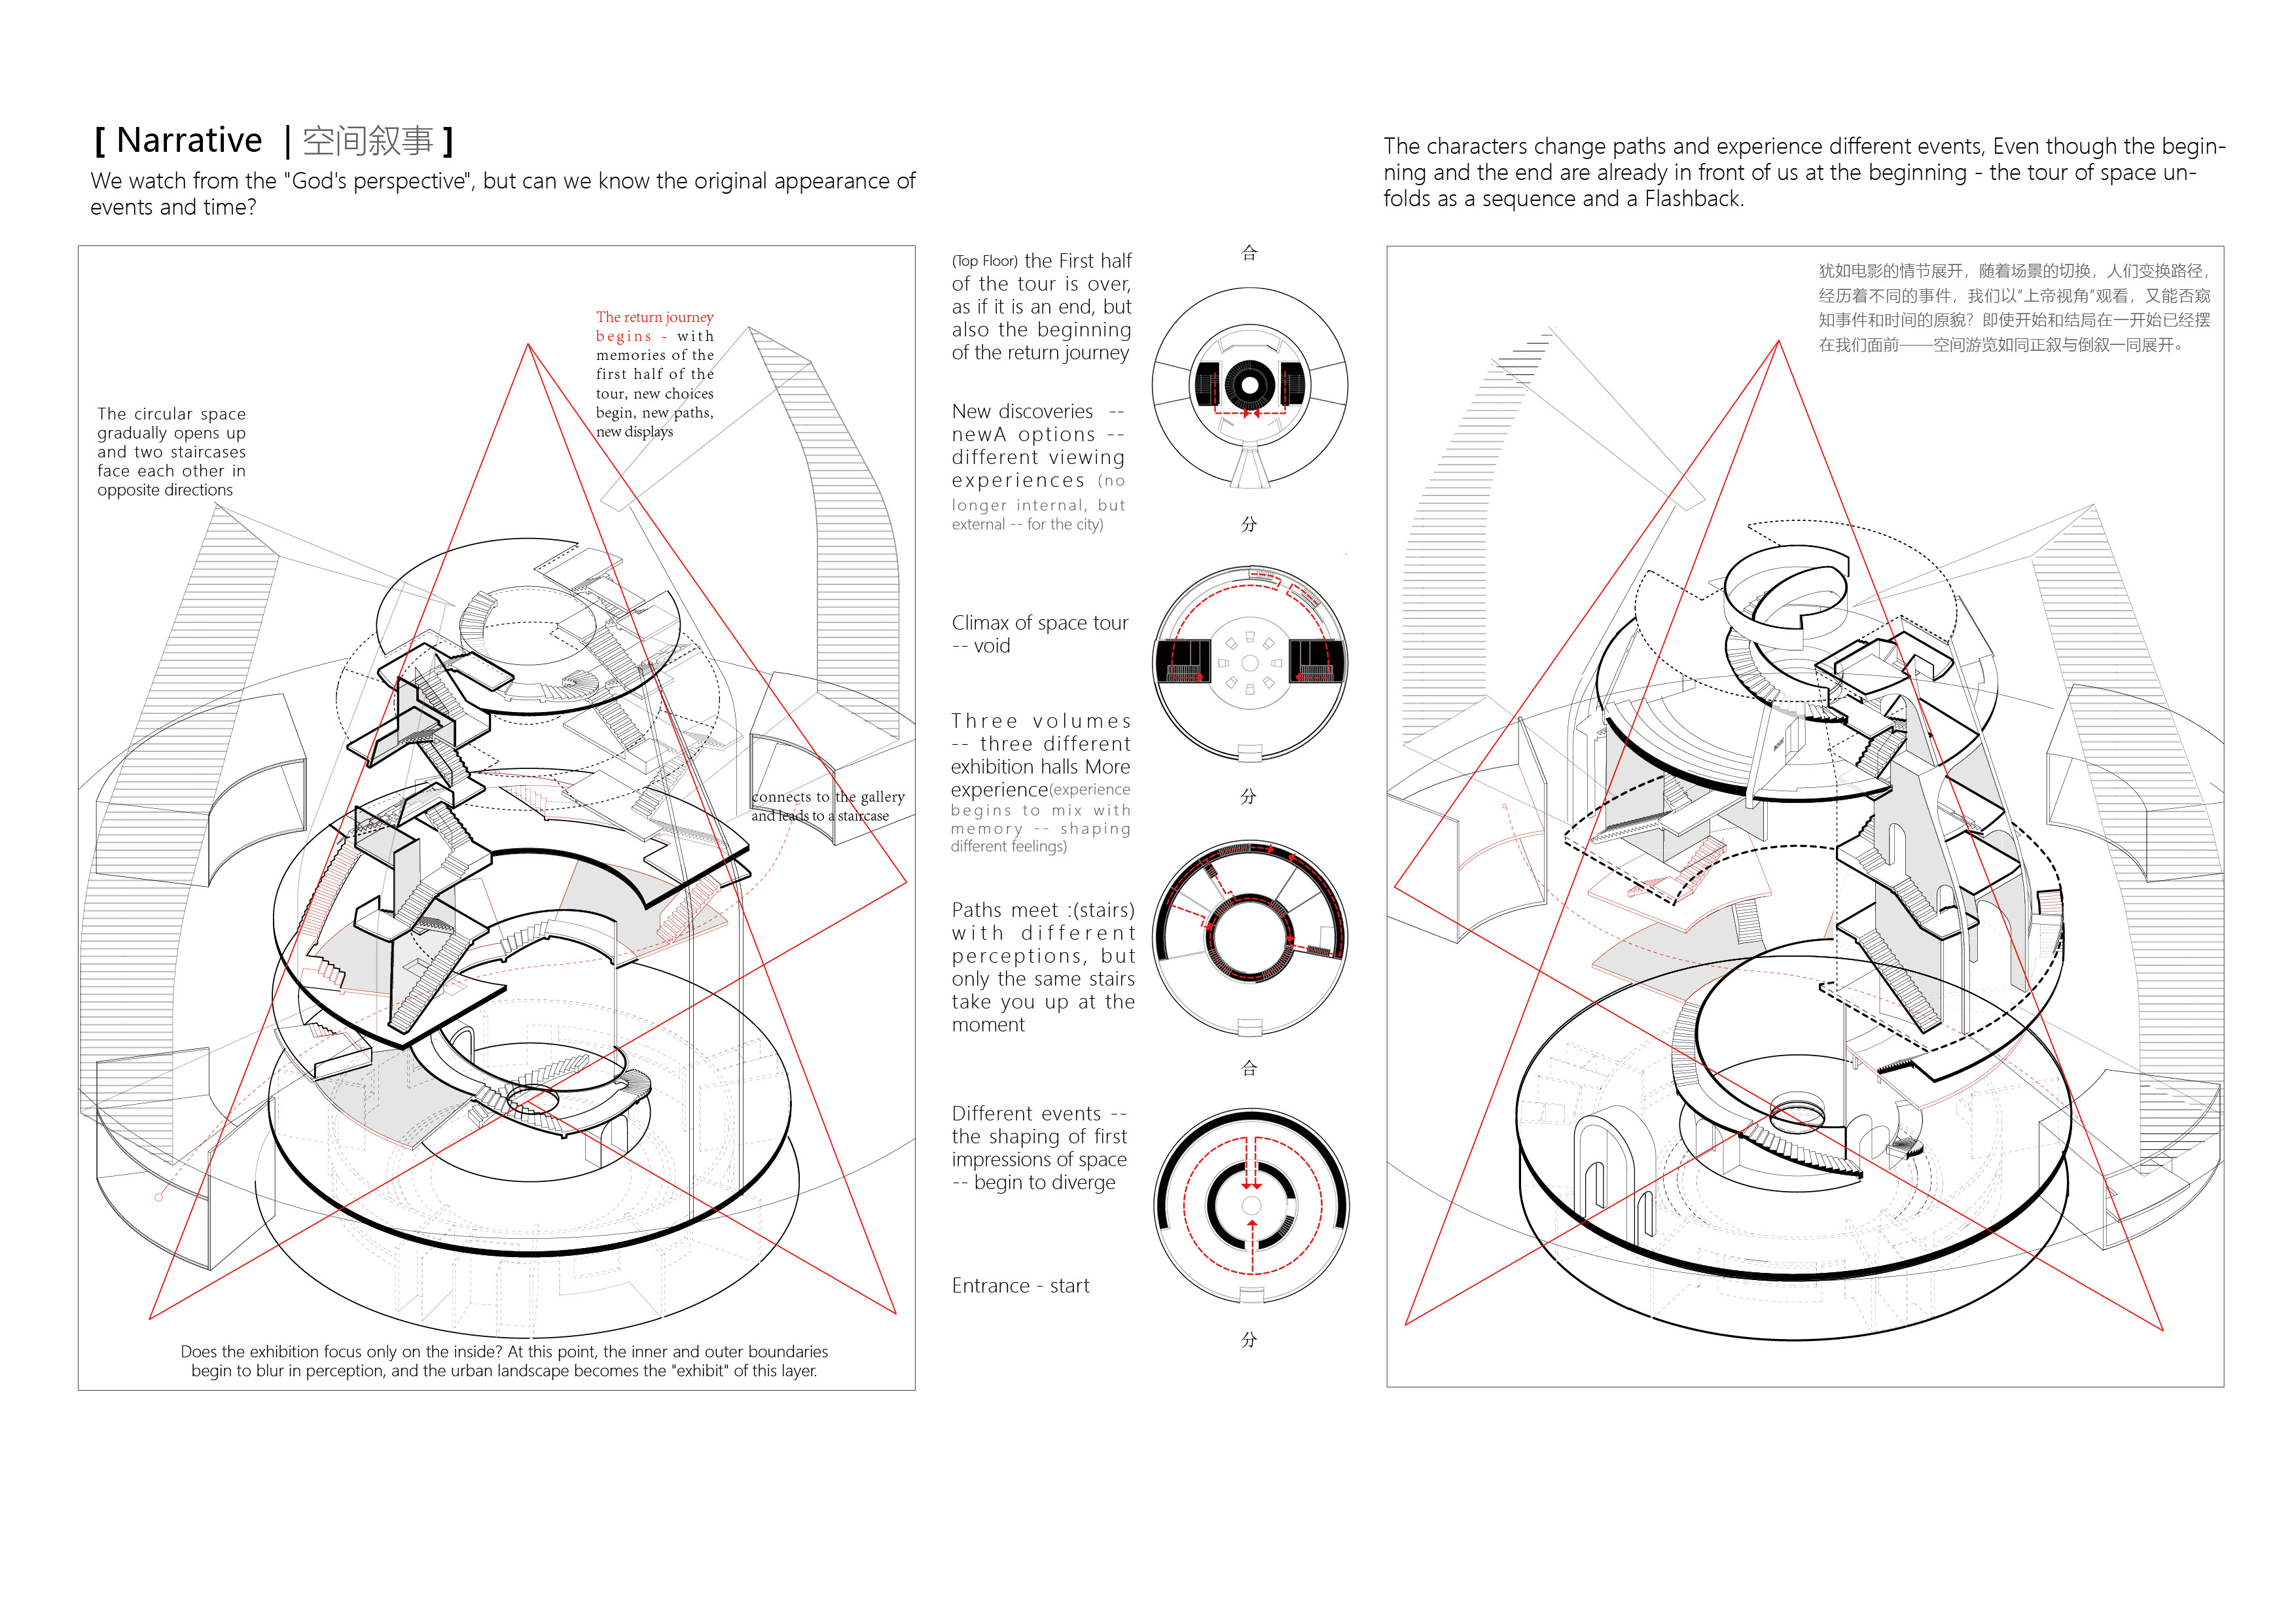 [ Narrative | 空间叙事 ]
We watch from the "God's perspective", but can we know the original appearance of
events and time?
The circular space
gradually opens up
and two staircases
face each other in
opposite directions
The return journey
begins - with
memories of the
first half of the
tour, new choices
begin, new paths,
new displays
connects to the gallery
and leads to a staircase
Does the exhibition focus only on the inside? At this point, the inner and outer boundaries
begin to blur in perception, and the urban landscape becomes the "exhibit" of this layer.
(Top Floor) the First half
of the tour is over,
as if it is an end, but
also the beginning
of the return journey
New discoveries --
newA options --
different viewing
experiences (no
longer internal, but
external -- for the city)
Climax of space tour
-- void
Three volumes
-- three different
exhibition halls More
experience(experience
begins to mix with
memory -- shaping
different feelings)
Paths meet :(stairs)
with different
perceptions, but
only the same stairs
take you up at the
moment
Different events --
the shaping of first
impressions of space
-- begin to diverge
Entrance - start
合
分
分
合
分
The characters change paths and experience different events, Even though the begin-
ning and the end are already in front of us at the beginning - the tour of space un-
folds as a sequence and a Flashback.
犹如电影的情节展开，随着场景的切换，人们变换路径，
经历着不同的事件，我们以“上帝视角”观看，又能否窥
知事件和时间的原貌？即使开始和结局在一开始已经摆
在我们面前——空间游览如同正叙与倒叙一同展开。